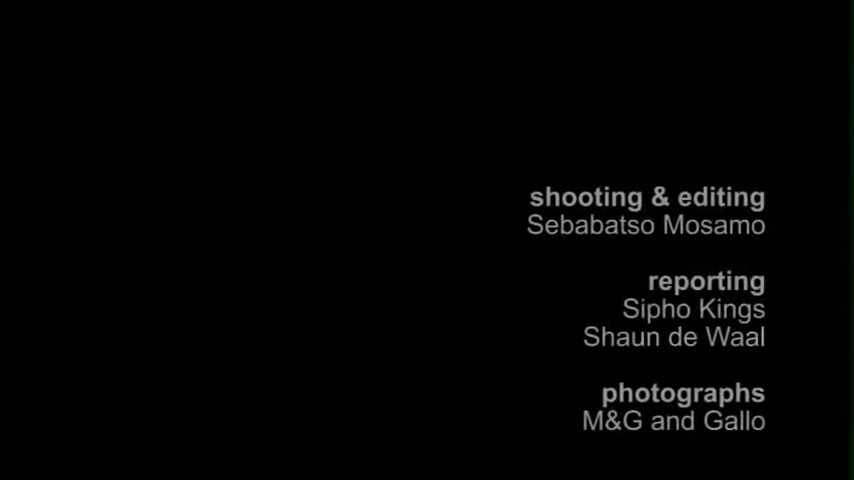 shooting & editing
Sebabatso Mosamo
reporting
Sipho Kings
Shaun de Waal
photographs
M&G and Gallo